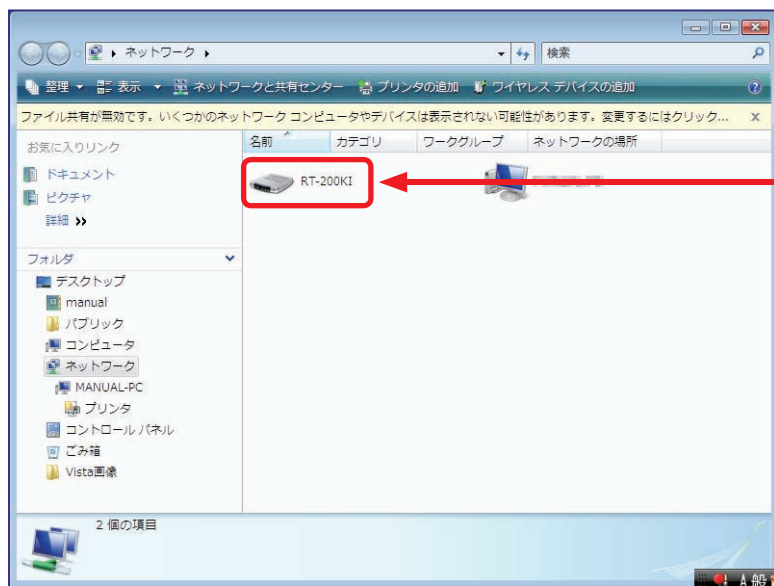 ネットワーク
検索
整理 表示 ネットワークと共有センター プリンタの追加 ワイヤレス デバイスの追加
ファイル共有が無効です。いくつかのネットワーク コンピュータやデバイスは表示されない可能性があります。変更するにはクリック... x
お気に入りリンク
名前 カテゴリ ワークグループ ネットワークの場所
ドキュメント
ピクチャ
詳細 »
RT-200KI
フォルダ
デスクトップ
manual
パブリック
コンピュータ
ネットワーク
MANUAL-PC
プリンタ
コントロール パネル
ごみ箱
Vista画像
2 個の項目
A 般